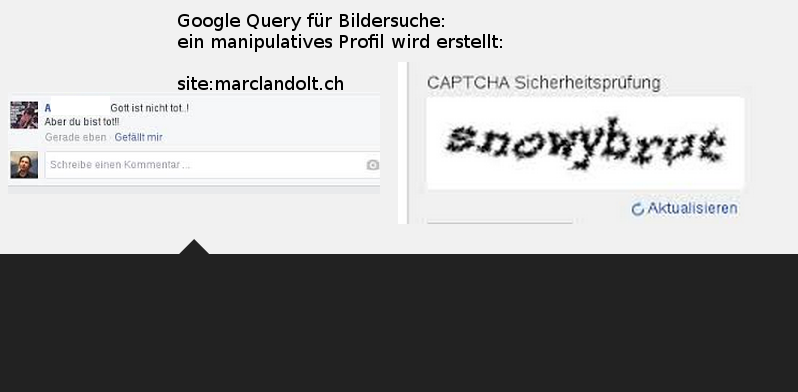 Google Query für Bildersuche:
ein manipulatives Profil wird erstellt:
site:marclandolt.ch
A Gott ist nicht tot..!
Aber du bist tot!!
Gerade eben · Gefällt mir
Schreibe einen Kommentar ...
CAPTCHA Sicherheitsprüfung
snowybrut
Aktualisieren